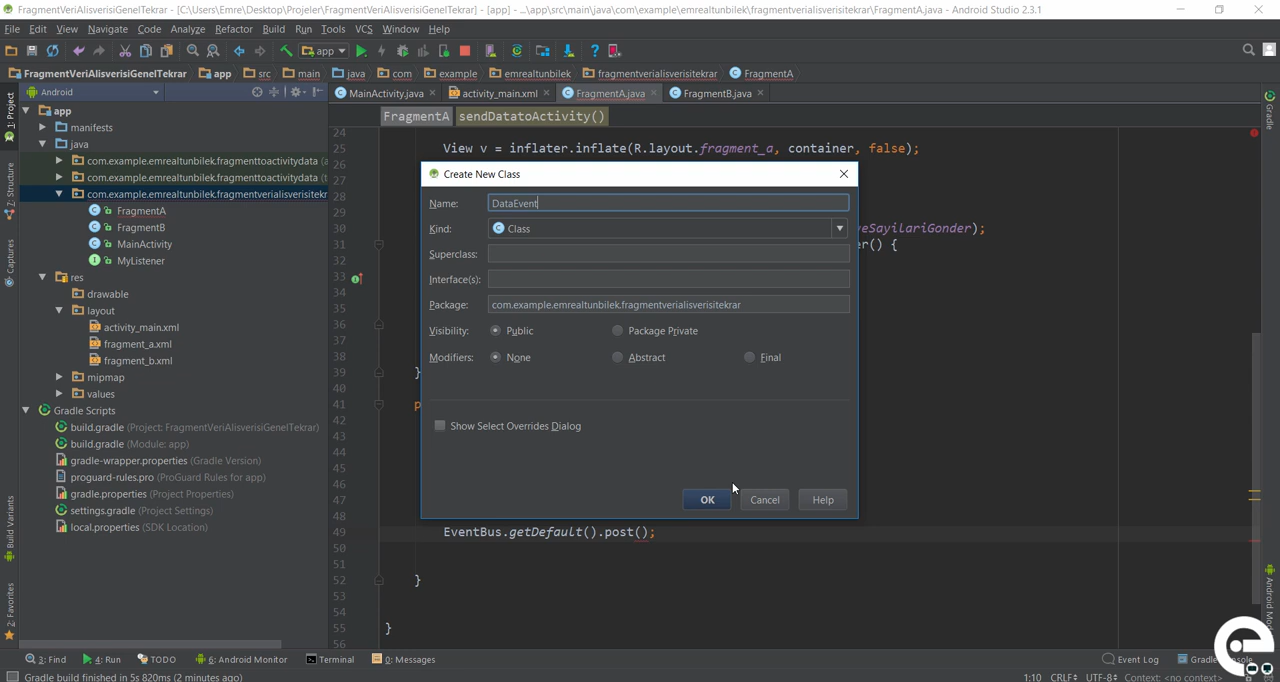 FragmentVeriAlisverisiGenelTekrar - [C:\Users\Emre\Desktop\Projeler\FragmentVeriAlisverisiGenelTekrar] - [app] - ...\app\src\main\java\com\example\emrealtunbilek\fragmentverialisverisitekrar\FragmentA.java - Android Studio 2.3.1
File Edit View Navigate Code Analyze Refactor Build Run Tools VCS Window Help
app
FragmentVeriAlisverisiGenelTekrar app src main java com example emrealtunbilek fragmentverialisverisitekrar FragmentA
Android
MainActivity.java activity_main.xml FragmentA.java FragmentB.java
1: Project
Z: Structure
Captures
Build Variants
2: Favorites
app
manifests
java
com.example.emrealtunbilek.fragmenttoactivitydata (a
com.example.emrealtunbilek.fragmenttoactivitydata (t
com.example.emrealtunbilek.fragmentverialisverisitekr
FragmentA
FragmentB
MainActivity
MyListener
res
drawable
layout
activity_main.xml
fragment_a.xml
fragment_b.xml
mipmap
values
Gradle Scripts
build.gradle (Project: FragmentVeriAlisverisiGenelTekrar)
build.gradle (Module: app)
gradle-wrapper.properties (Gradle Version)
proguard-rules.pro (ProGuard Rules for app)
gradle.properties (Project Properties)
settings.gradle (Project Settings)
local.properties (SDK Location)
FragmentA sendDatatoActivity()
24
25 View v = inflater.inflate(R.layout.fragment_a, container, false);
26
27
28
29
30 eSayilariGonder);
31 er() {
32
33
34
35
36
37
38
39 }
40
41 p
42
43
44
45
46
47
48
49 EventBus.getDefault().post();
50
51
52 }
53
54
55 }
56
Create New Class
Name: DataEvent
Kind: Class
Superclass:
Interface(s):
Package: com.example.emrealtunbilek.fragmentverialisverisitekrar
Visibility: Public Package Private
Modifiers: None Abstract Final
Show Select Overrides Dialog
OK Cancel Help
Gradle
3: Find 4: Run TODO 6: Android Monitor Terminal 0: Messages Event Log
Gradle build finished in 5s 820ms (2 minutes ago) 1:10 CRLF UTF-8 Context: <no context>